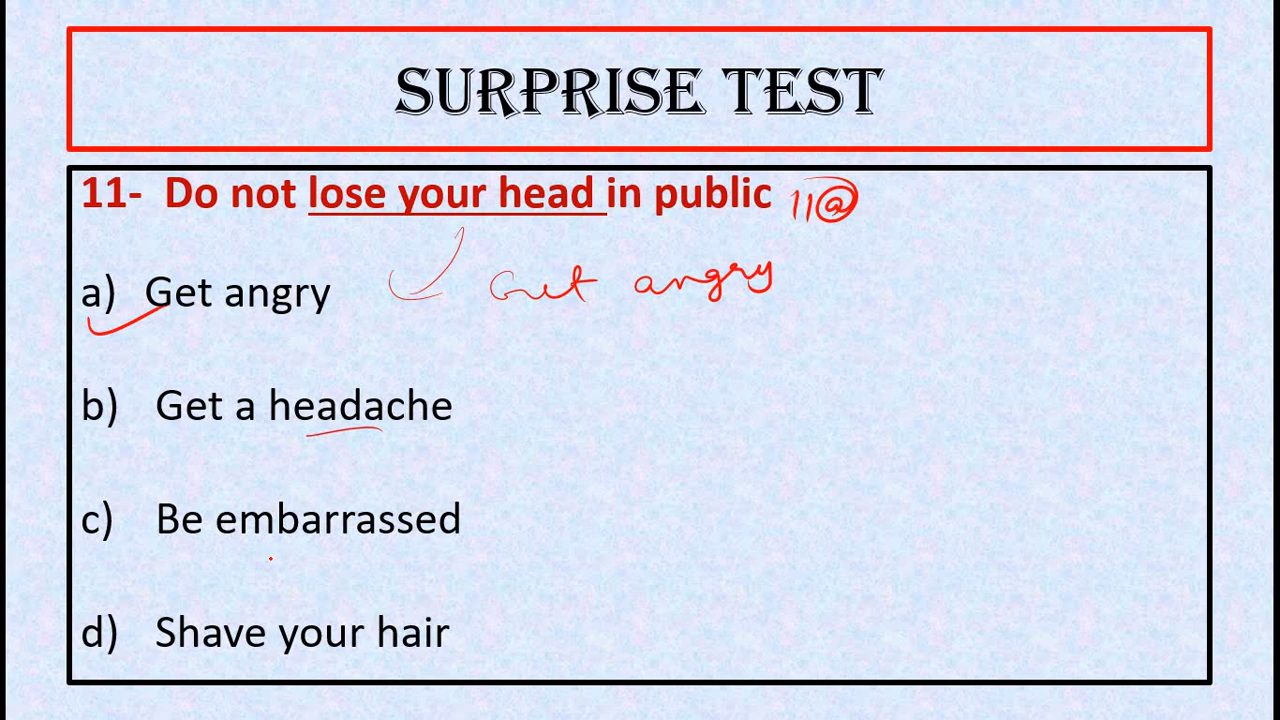 SURPRISE TEST
11- Do not lose your head in public 11@
a) Get angry Get angry
b) Get a headache
c) Be embarrassed
d) Shave your hair